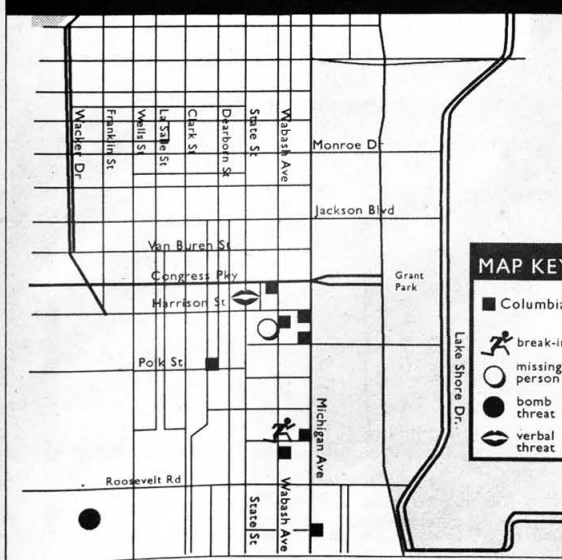 Wacker Dr
Franklin St
Wells St
La Salle St
Clark St
Dearborn St
State St
Wabash Ave
Monroe Dr
Jackson Blvd
Van Buren St
Congress Pky
Grant
Park
Harrison St
MAP KEY
Columbia
break-in
missing
person
bomb
threat
verbal
threat
Lake Shore Dr.
Polk St
Michigan Ave
Roosevelt Rd
State St
Wabash Ave